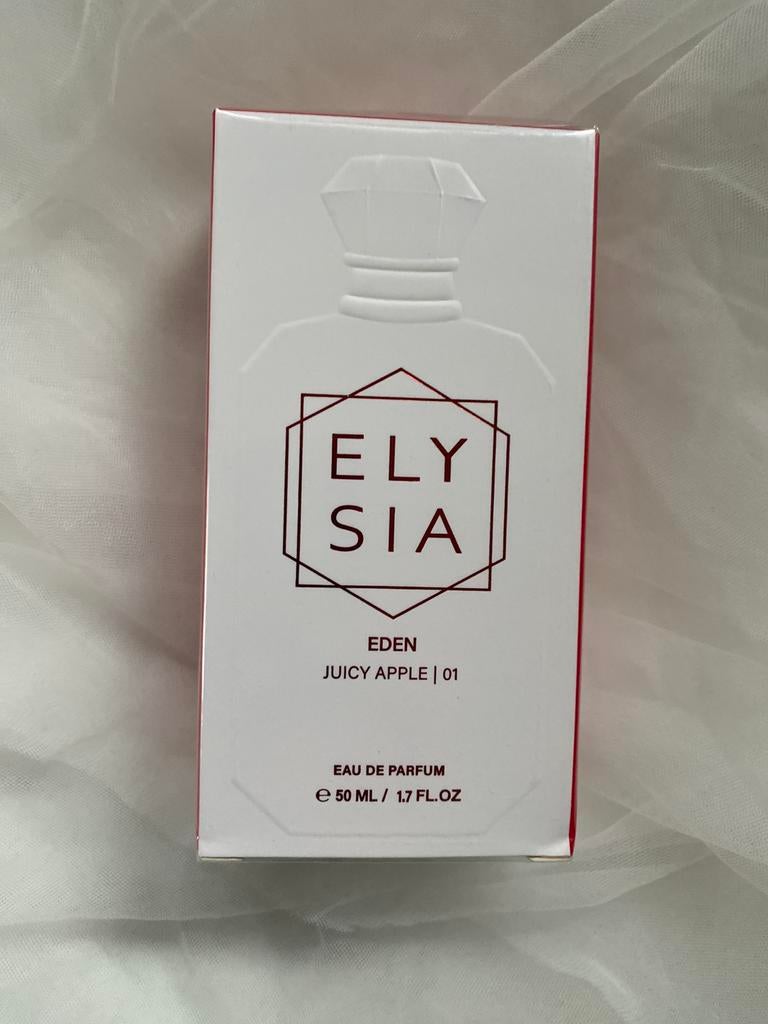 ELY
SIA
EDEN
JUICY APPLE | 01
EAU DE PARFUM
℮ 50 ML / 1.7 FL.OZ